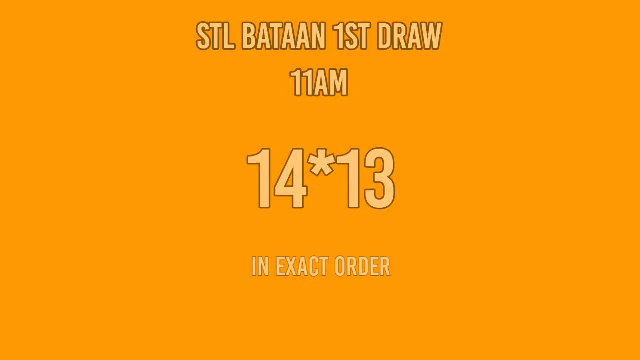 STL BATAAN 1ST DRAW
11AM
14*13
IN EXACT ORDER